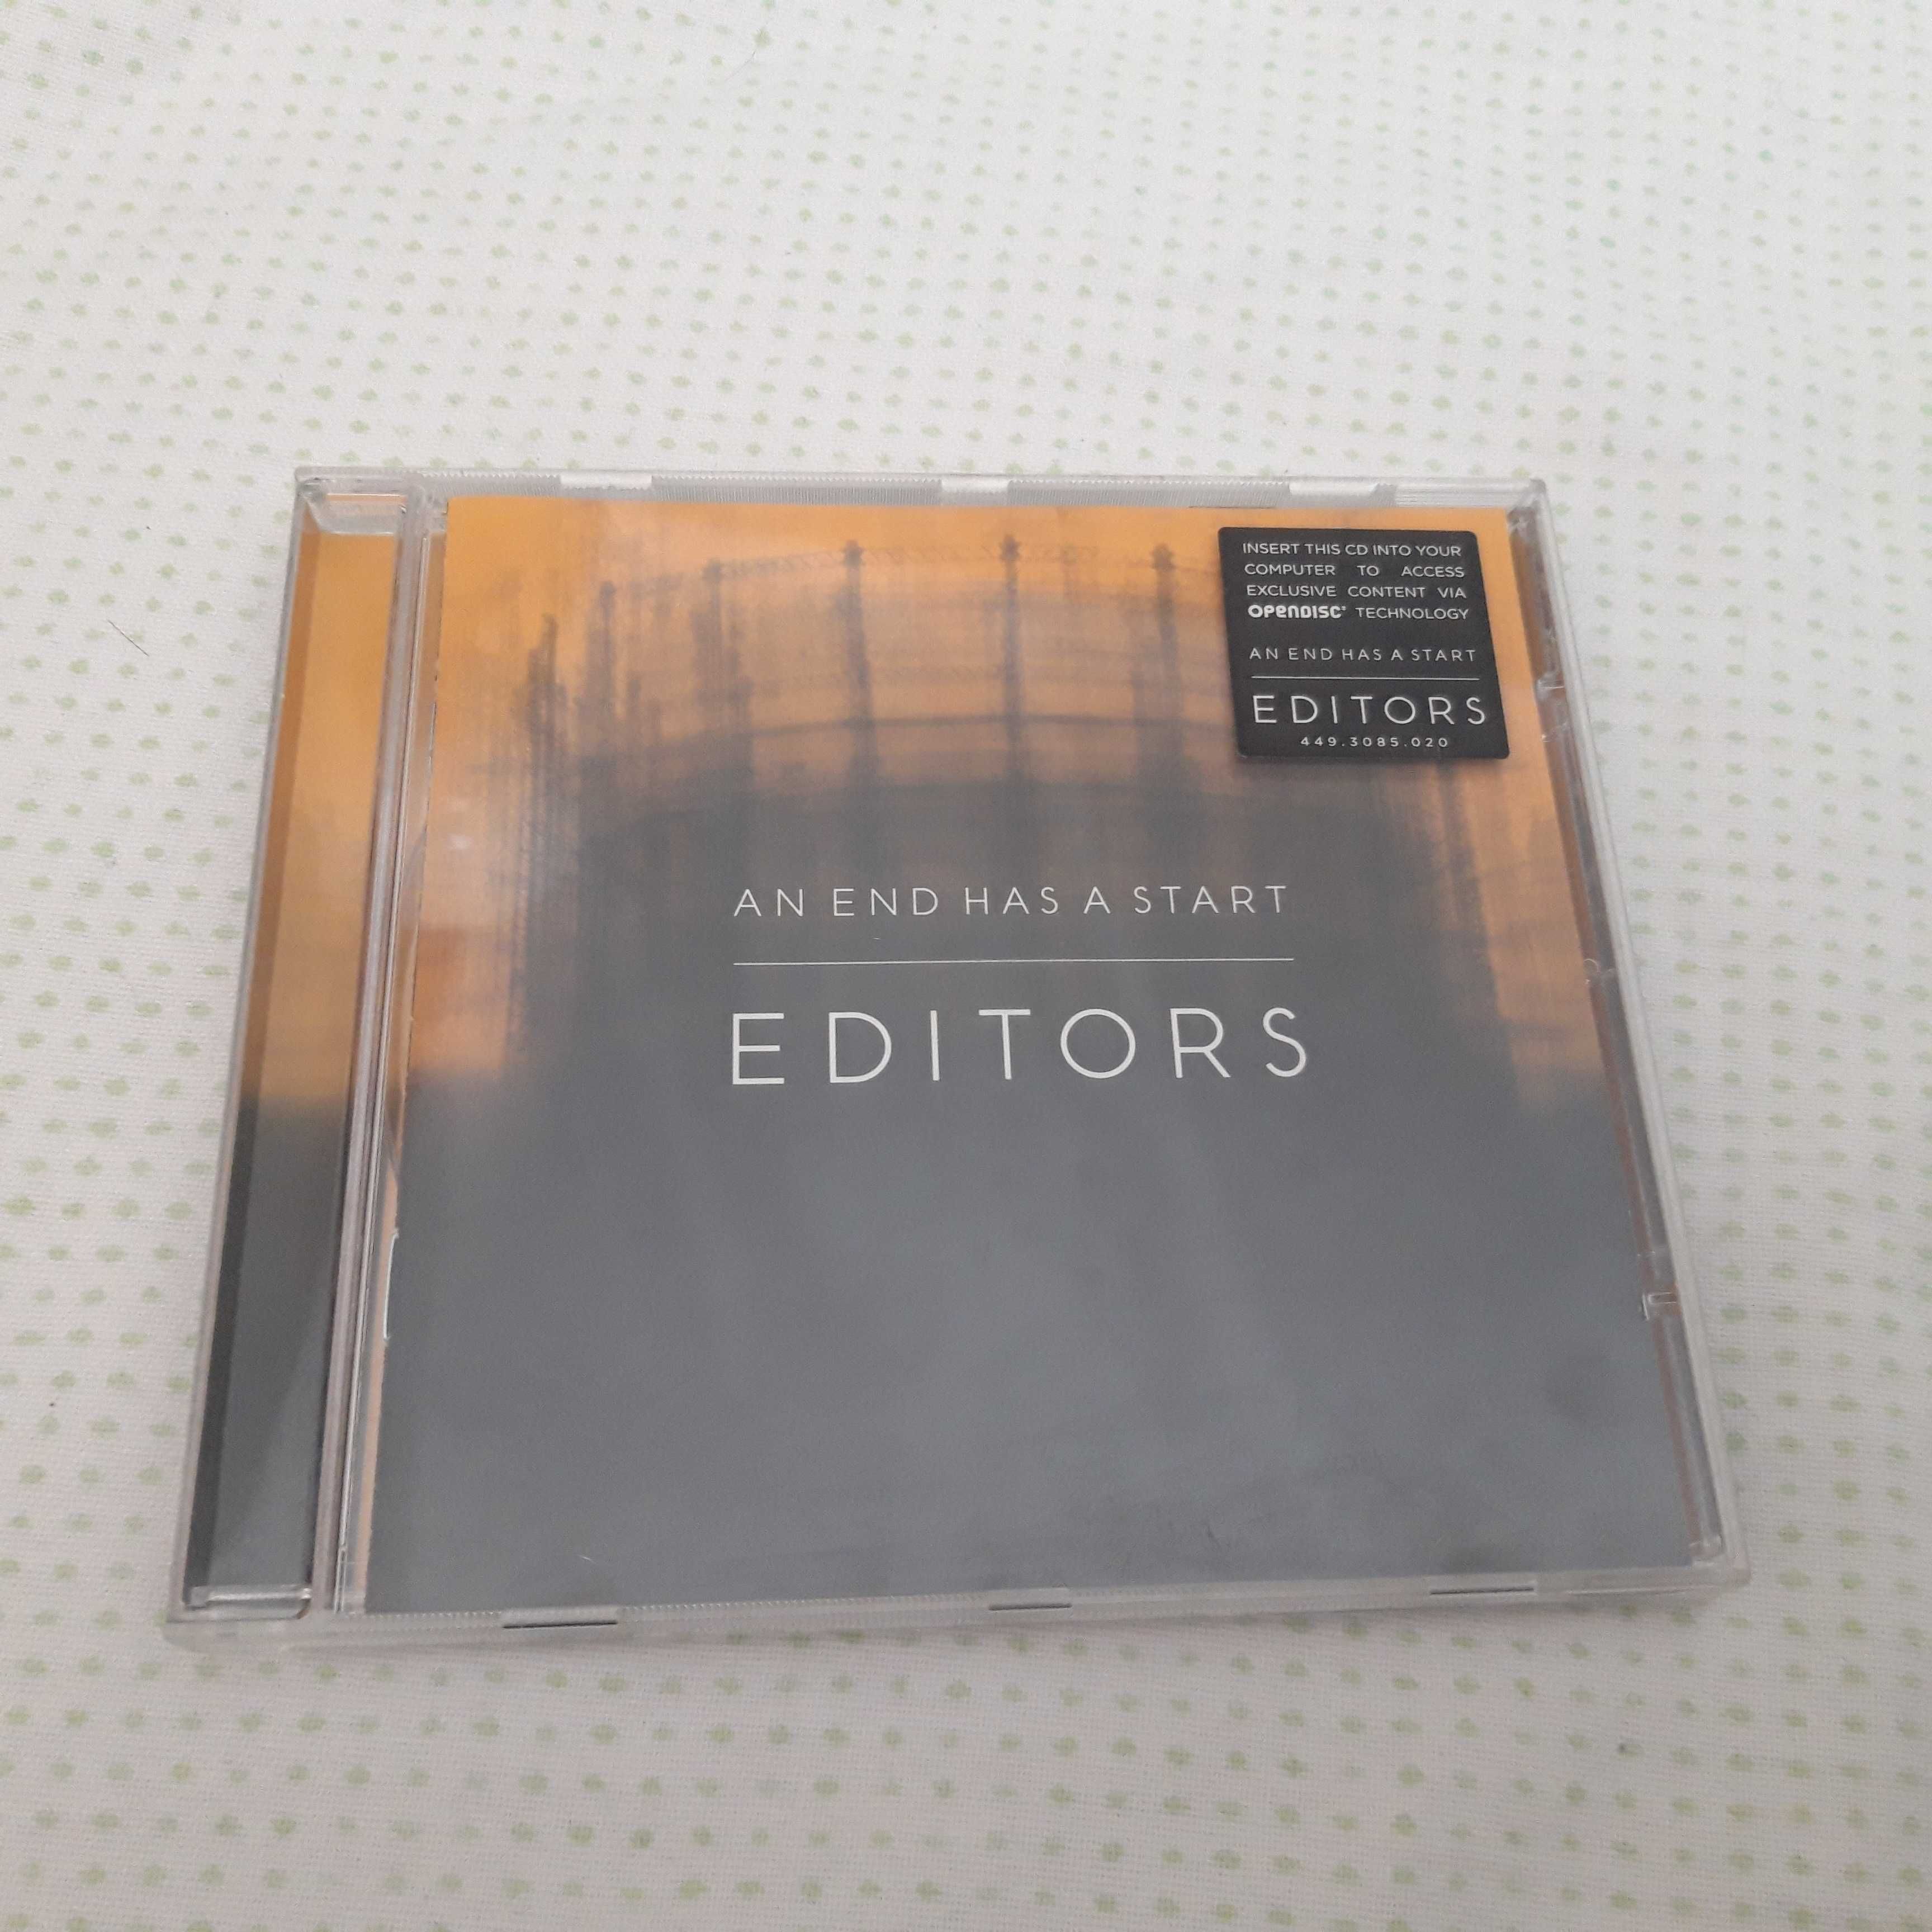 INSERT THIS CD INTO YOUR
COMPUTER TO ACCESS
EXCLUSIVE CONTENT VIA
OPENDISC® TECHNOLOGY
AN END HAS A START
EDITORS
449.3085.020
AN END HAS A START
EDITORS